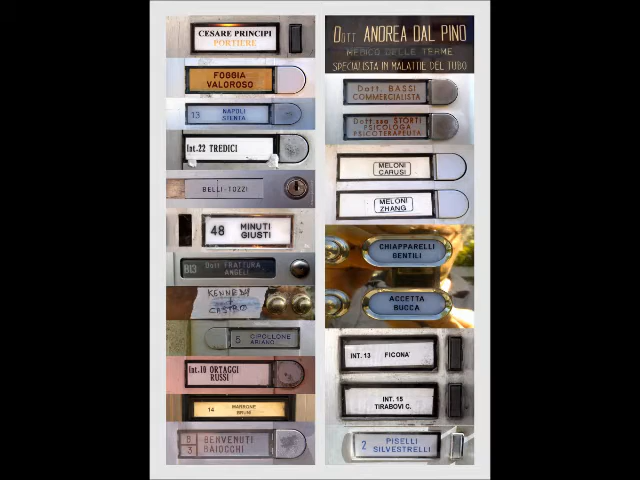 CESARE PRINCIPI
PORTIERE
FOGGIA
VALOROSO
13 NAPOLI
STENTA
Int.22 TREDICI
BELLI-TOZZI
48 MINUTI
GIUSTI
B13 Dott FRATTURA
ANGELI
KENNEDY
CASTRO
5 CIPOLLONE
ARIANO
Int.10 ORTAGGI
RUSSI
14 MARRONE
BRUNI
B 3 BENVENUTI
BAIOCCHI
Dott ANDREA DAL PINO
MEDICO DELLE TERME
SPECIALISTA IN MALATTIE DEL TUBO
Dott. BASSI
COMMERCIALISTA
Dott.ssa STORTI
PSICOLOGA
PSICOTERAPEUTA
MELONI
CARUSI
MELONI
ZHANG
CHIAPPARELLI
BENTILI
ACCETTA
BUCCA
INT. 13 FICONA'
INT. 15
TIRABOVI C.
2 PISELLI
SILVESTRELLI